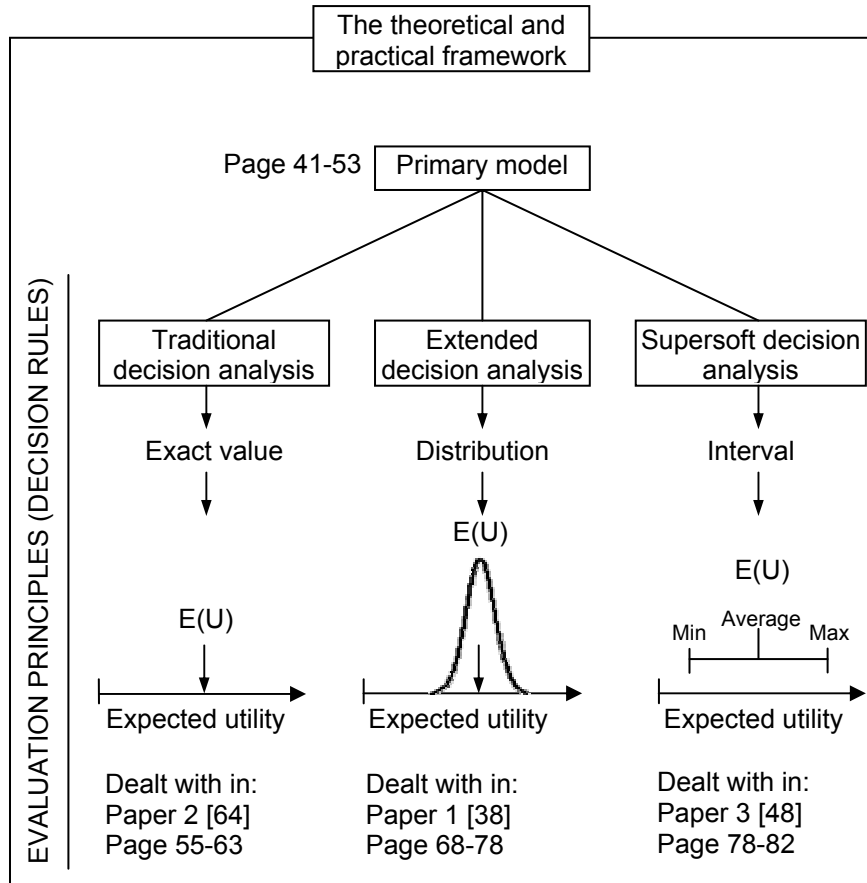 The theoretical and
practical framework
Page 41-53
Primary model
EVALUATION PRINCIPLES (DECISION RULES)
Traditional
decision analysis
Extended
decision analysis
Supersoft decision
analysis
Exact value
Distribution
Interval
E(U)
E(U)
E(U)
Min
Average
Max
Expected utility
Expected utility
Expected utility
Dealt with in:
Paper 2 [64]
Page 55-63
Dealt with in:
Paper 1 [38]
Page 68-78
Dealt with in:
Paper 3 [48]
Page 78-82